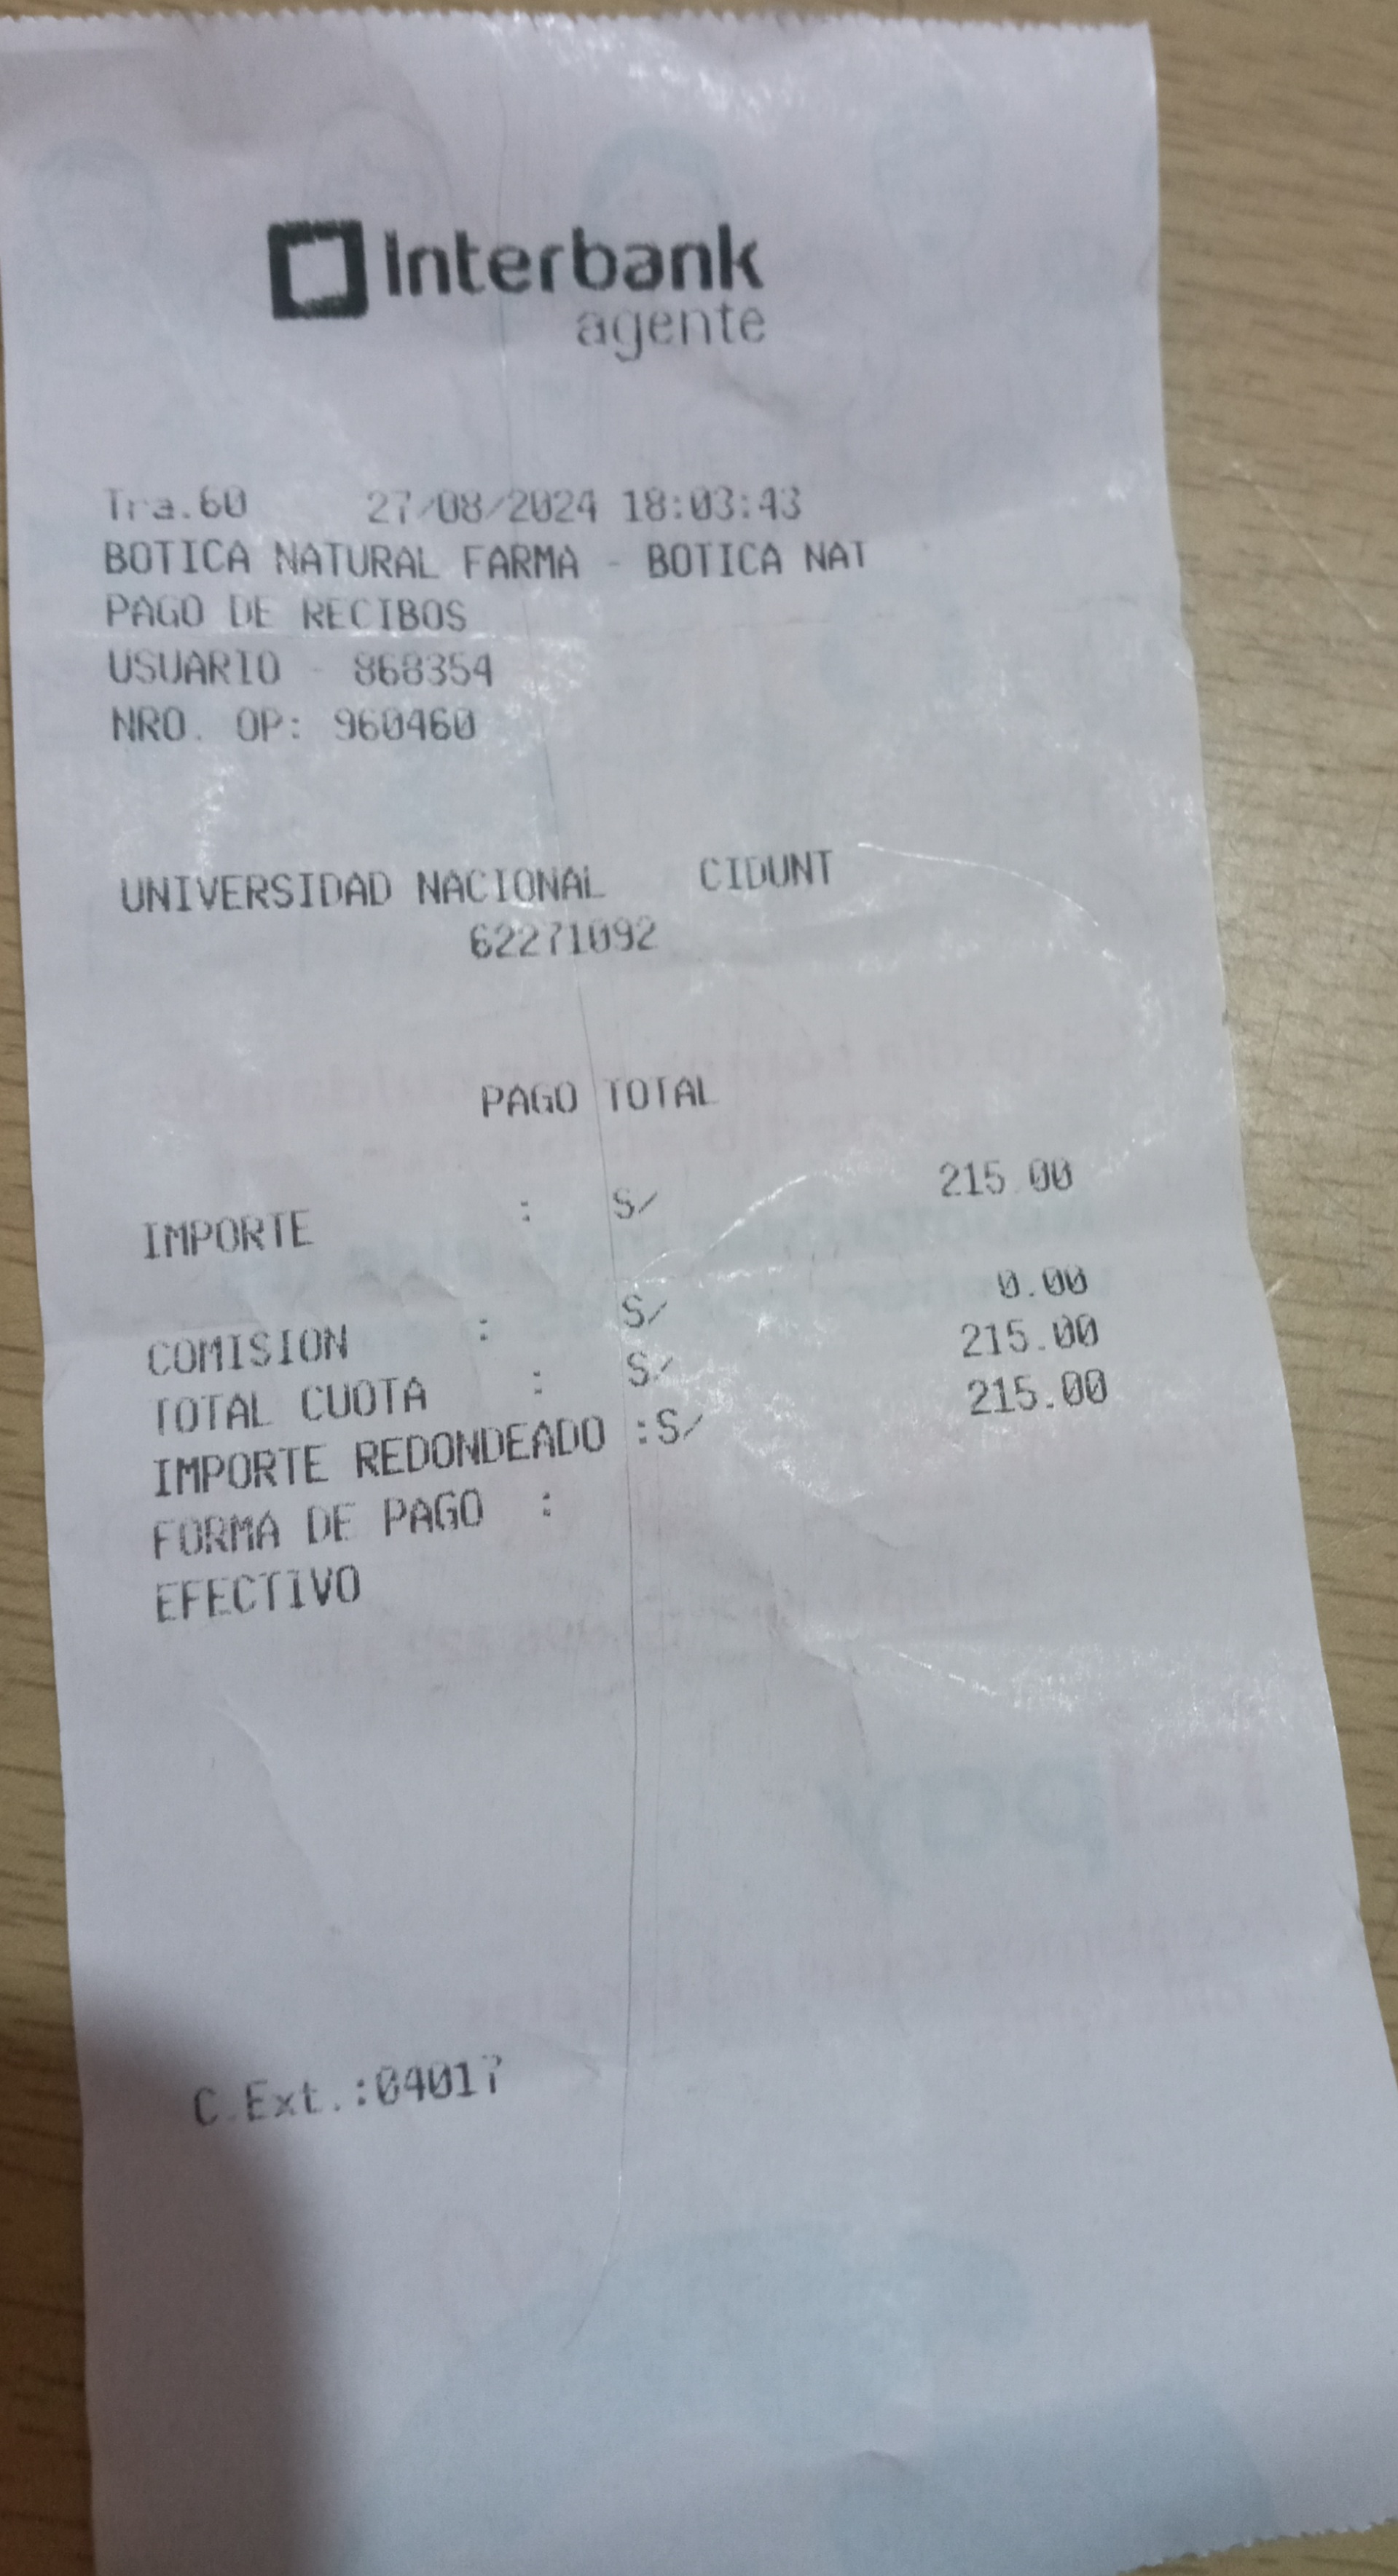 interbank
agente
Tra.60 27/08/2024 18:03:43
BOTICA NATURAL FARMA - BOTICA NAT
PAGO DE RECIBOS
USUARIO - 868354
NRO. OP: 960460
UNIVERSIDAD NACIONAL CIDUNT
62271092
PAGO TOTAL
IMPORTE : S/ 215.00
COMISION : S/ 0.00
TOTAL CUOTA : S/ 215.00
IMPORTE REDONDEADO :S/ 215.00
FORMA DE PAGO :
EFECTIVO
C.Ext.:04017